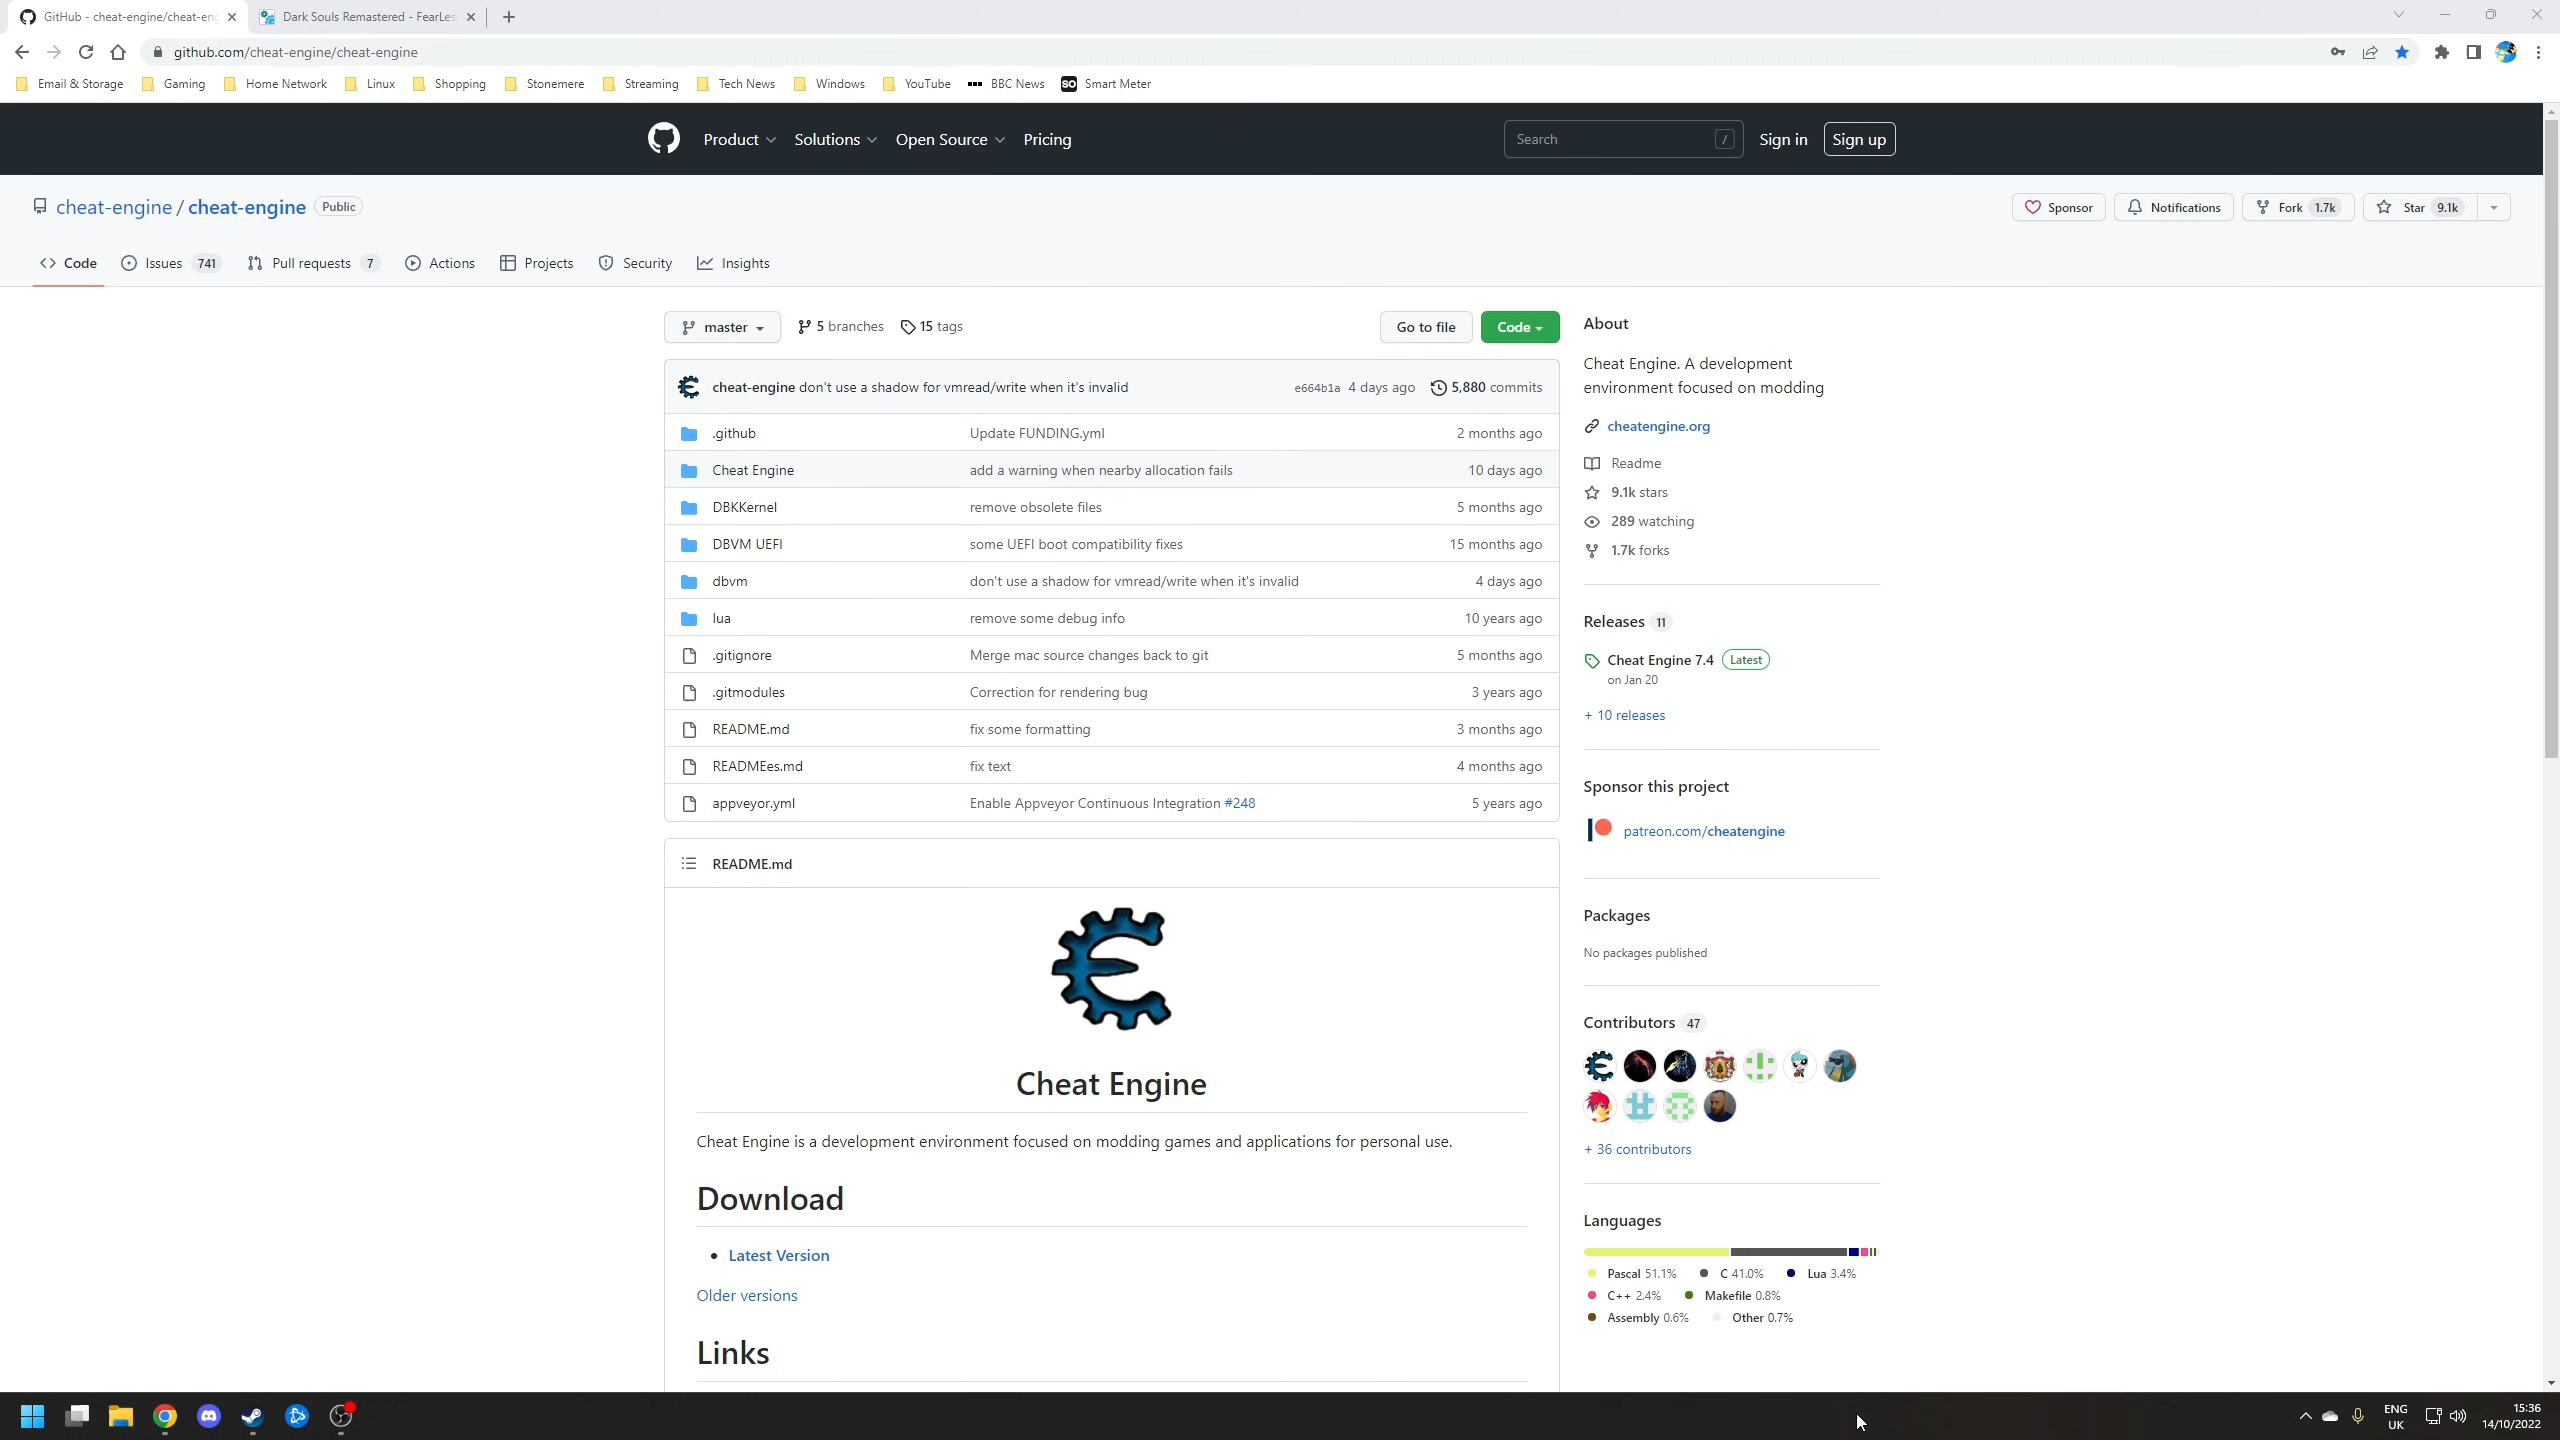 GitHub - cheat-engine/cheat-eng
Dark Souls Remastered - FearLes
github.com/cheat-engine/cheat-engine
Email & Storage Gaming Home Network Linux Shopping Stonemere Streaming Tech News Windows YouTube BBC News SO Smart Meter
Product Solutions Open Source Pricing Search / Sign in Sign up
cheat-engine / cheat-engine Public Sponsor Notifications Fork 1.7k Star 9.1k
Code Issues 741 Pull requests 7 Actions Projects Security Insights
master 5 branches 15 tags Go to file Code
cheat-engine don't use a shadow for vmread/write when it's invalid e664b1a 4 days ago 5,880 commits
.github Update FUNDING.yml 2 months ago
Cheat Engine add a warning when nearby allocation fails 10 days ago
DBKKernel remove obsolete files 5 months ago
DBVM UEFI some UEFI boot compatibility fixes 15 months ago
dbvm don't use a shadow for vmread/write when it's invalid 4 days ago
lua remove some debug info 10 years ago
.gitignore Merge mac source changes back to git 5 months ago
.gitmodules Correction for rendering bug 3 years ago
README.md fix some formatting 3 months ago
READMEes.md fix text 4 months ago
appveyor.yml Enable Appveyor Continuous Integration #248 5 years ago
README.md
Cheat Engine
Cheat Engine is a development environment focused on modding games and applications for personal use.
Download
Latest Version
Older versions
Links
About
Cheat Engine. A development
environment focused on modding
cheatengine.org
Readme
9.1k stars
289 watching
1.7k forks
Releases 11
Cheat Engine 7.4 Latest
on Jan 20
+ 10 releases
Sponsor this project
patreon.com/cheatengine
Packages
No packages published
Contributors 47
+ 36 contributors
Languages
Pascal 51.1% C 41.0% Lua 3.4%
C++ 2.4% Makefile 0.8%
Assembly 0.6% Other 0.7%
ENG
UK
15:36
14/10/2022